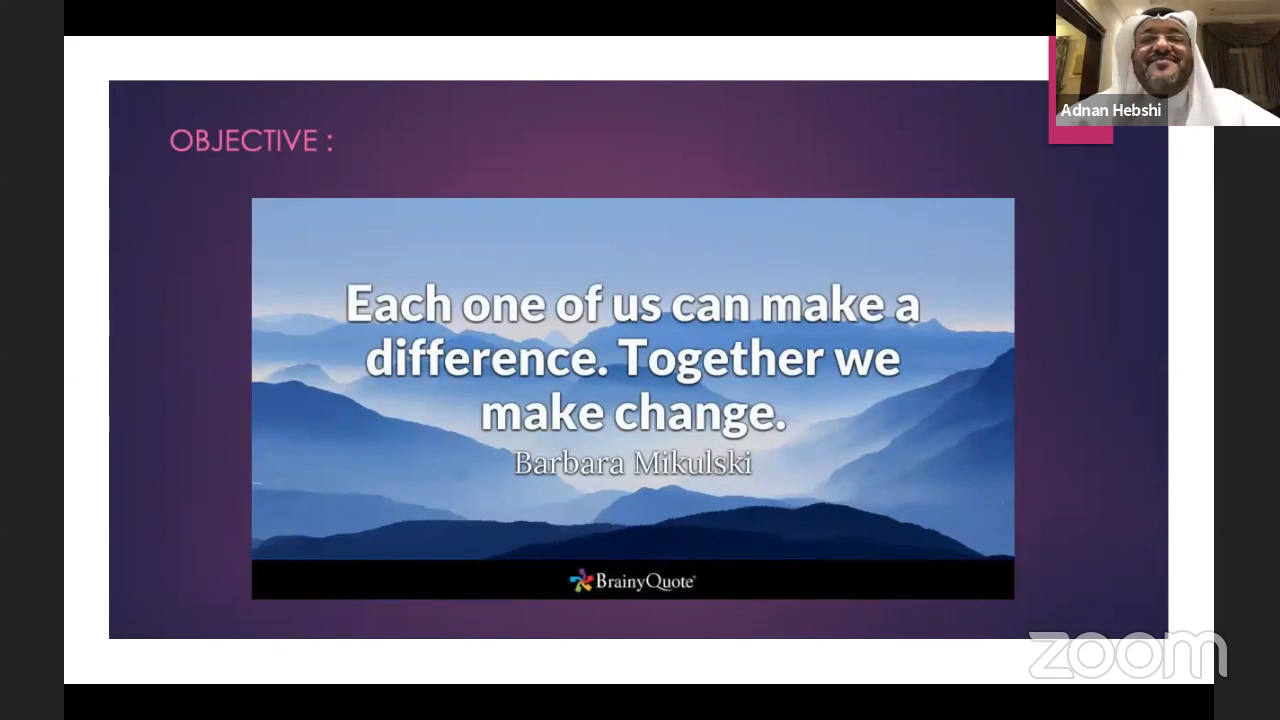 Adnan Hebshi
OBJECTIVE :
Each one of us can make a
difference. Together we
make change.
Barbara Mikulski
BrainyQuote®
zoom